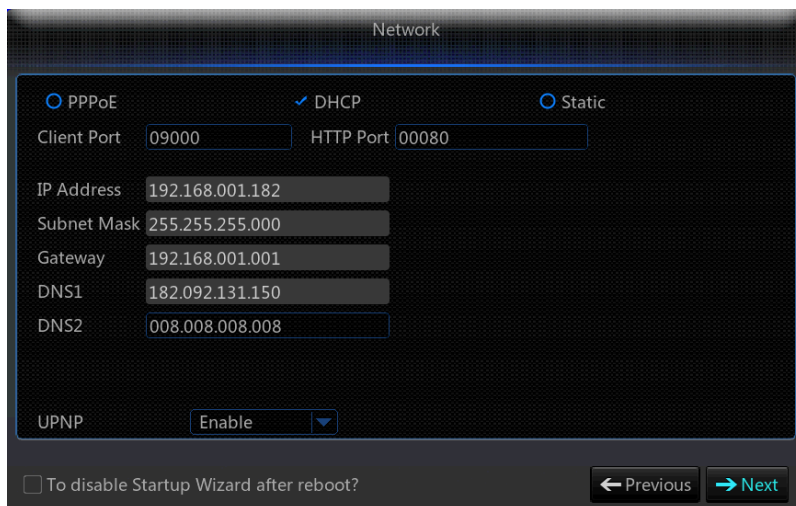 Network
PPPoE DHCP Static
Client Port 09000 HTTP Port 00080
IP Address 192.168.001.182
Subnet Mask 255.255.255.000
Gateway 192.168.001.001
DNS1 182.092.131.150
DNS2 008.008.008.008
UPNP Enable
To disable Startup Wizard after reboot? Previous Next